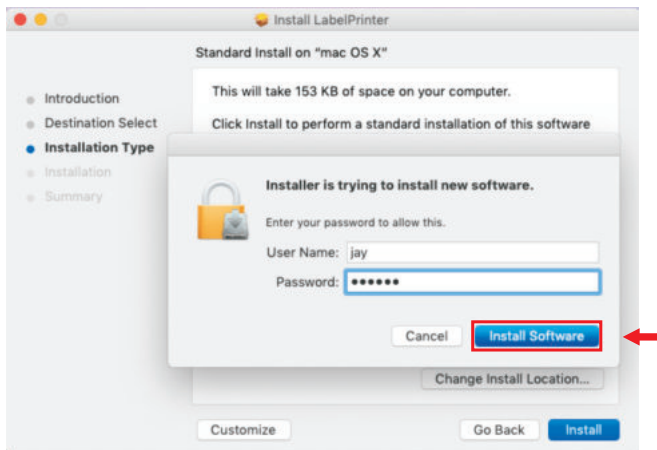 Install LabelPrinter
Standard Install on "mac OS X"
Introduction
Destination Select
Installation Type
Installation
Summary
This will take 153 KB of space on your computer.
Click Install to perform a standard installation of this software
Installer is trying to install new software.
Enter your password to allow this.
User Name: jay
Password: ••••••
Cancel
Install Software
Change Install Location...
Customize
Go Back
Install